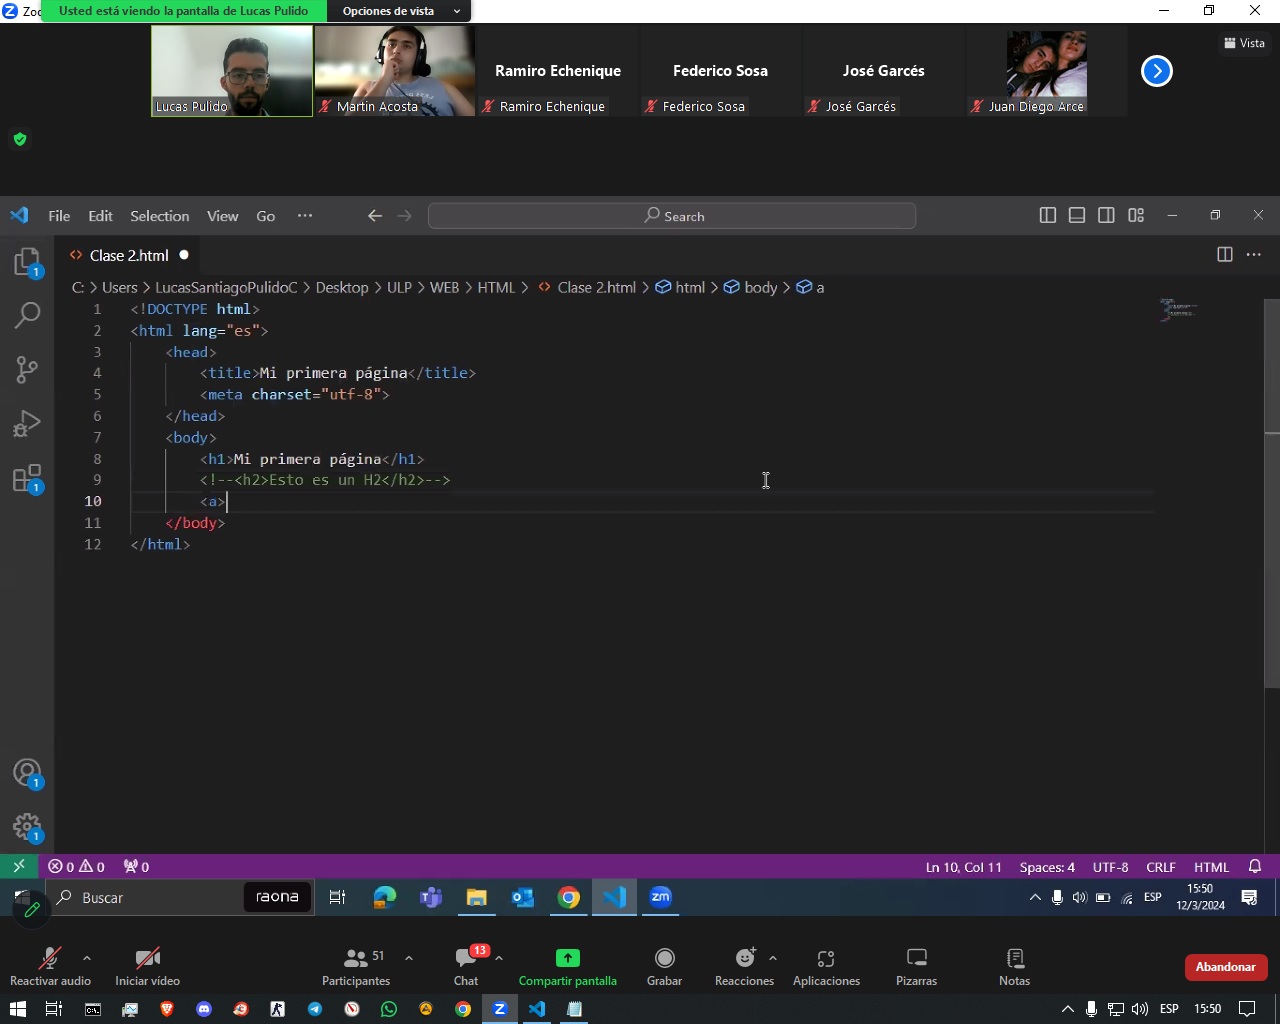 Zoo
Usted está viendo la pantalla de Lucas Pulido
Opciones de vista
Vista
Lucas Pulido
Martin Acosta
Ramiro Echenique
Ramiro Echenique
Federico Sosa
Federico Sosa
José Garcés
José Garcés
Juan Diego Arce
File Edit Selection View Go ···
Search
Clase 2.html
C: > Users > LucasSantiagoPulidoC > Desktop > ULP > WEB > HTML > Clase 2.html > html > body > a
1 <!DOCTYPE html>
2 <html lang="es">
3 <head>
4 <title>Mi primera página</title>
5 <meta charset="utf-8">
6 </head>
7 <body>
8 <h1>Mi primera página</h1>
9 <!--<h2>Esto es un H2</h2>-->
10 <a>
11 </body>
12 </html>
1
1
1
1
0 0 0
Ln 10, Col 11 Spaces: 4 UTF-8 CRLF HTML
Buscar
raona
zm
ESP
15:50
12/3/2024
Reactivar audio
Iniciar vídeo
51
Participantes
13
Chat
Compartir pantalla
Grabar
Reacciones
Aplicaciones
Pizarras
Notas
Abandonar
ESP 15:50